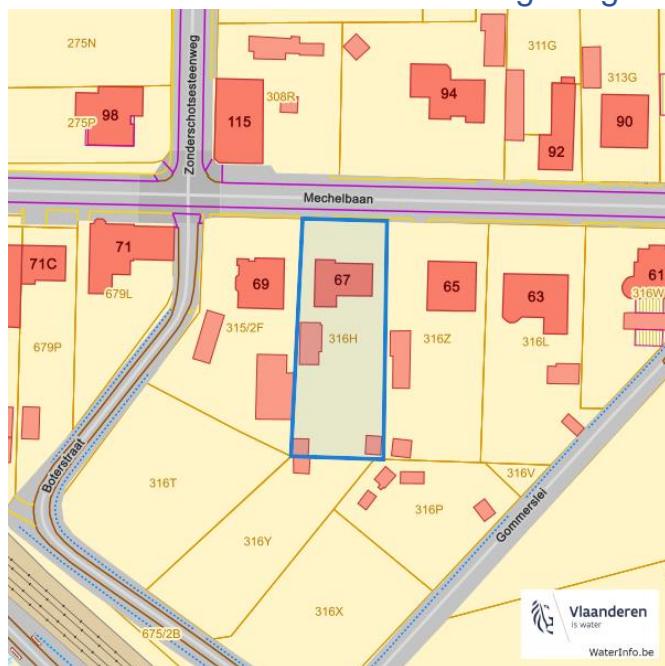 275N
275P
98
Zonderschotsesteenweg
115
308R
94
311G
92
313G
90
Mechelbaan
71C
71
679L
679P
69
315/2F
67
316H
65
316Z
63
316L
61
316W
Boterstraat
316T
316Y
316X
316P
316V
Gommerslei
675/2B
Vlaanderen
is water
WaterInfo.be